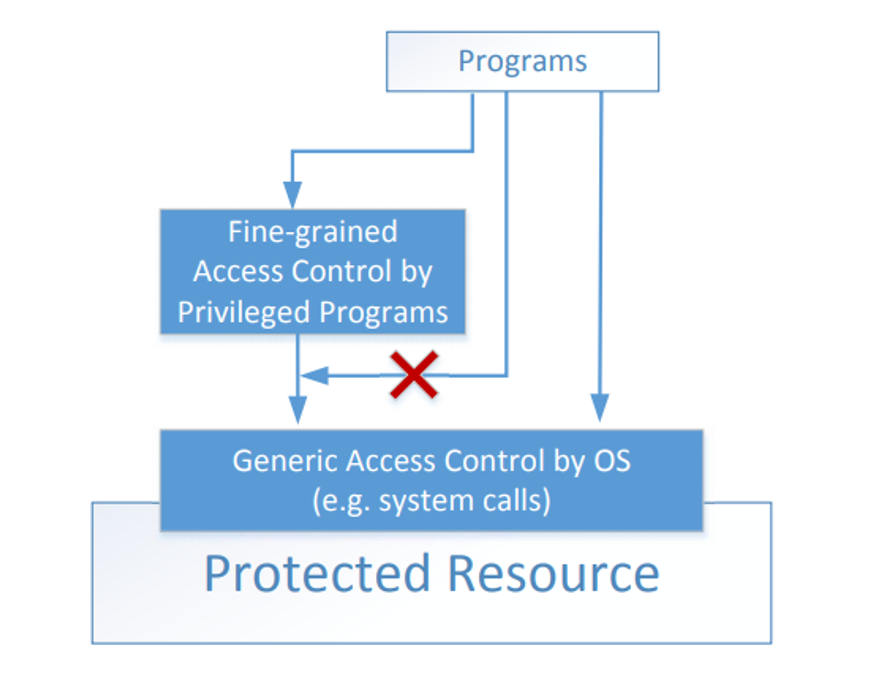 Programs
Fine-grained
Access Control by
Privileged Programs
Generic Access Control by OS
(e.g. system calls)
Protected Resource